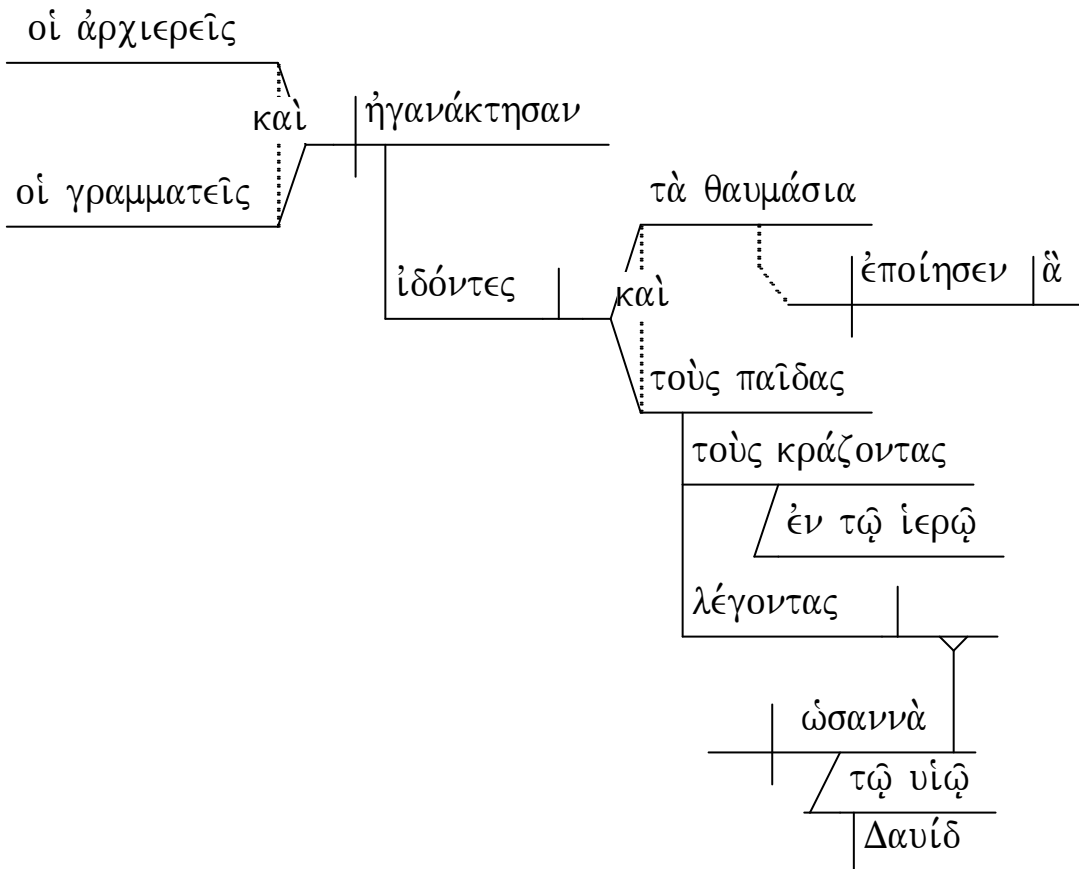 οἱ ἀρχιερεῖς
καὶ
ἠγανάκτησαν
οἱ γραμματεῖς
τὰ θαυμάσια
ἰδόντες
καὶ
ἐποίησεν
ἃ
τοὺς παῖδας
τοὺς κράζοντας
ἐν τῷ ἱερῷ
λέγοντας
ὡσαννὰ
τῷ υἱῷ
Δαυίδ